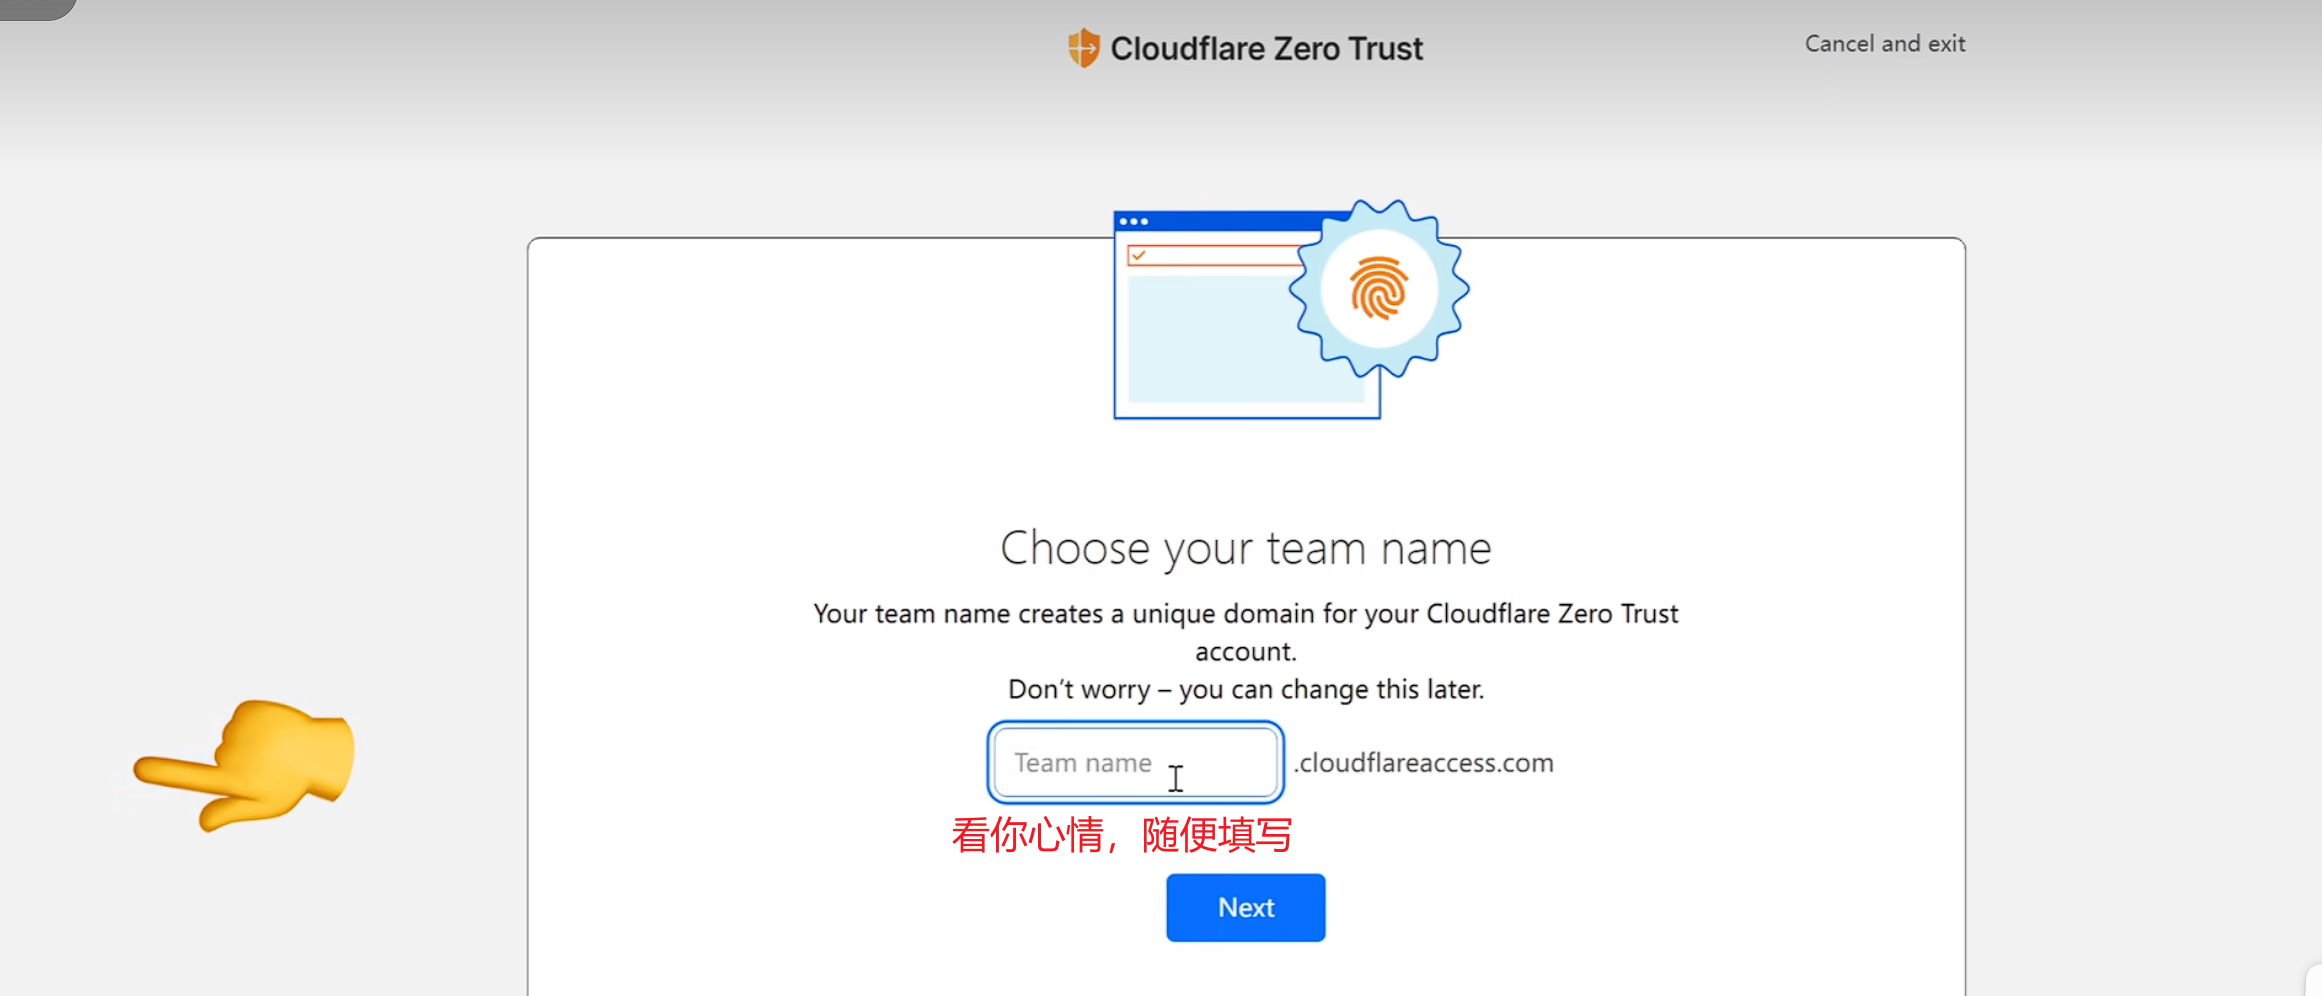 Cloudflare Zero Trust
Cancel and exit
Choose your team name
Your team name creates a unique domain for your Cloudflare Zero Trust
account.
Don't worry – you can change this later.
Team name .cloudflareaccess.com
看你心情，随便填写
Next